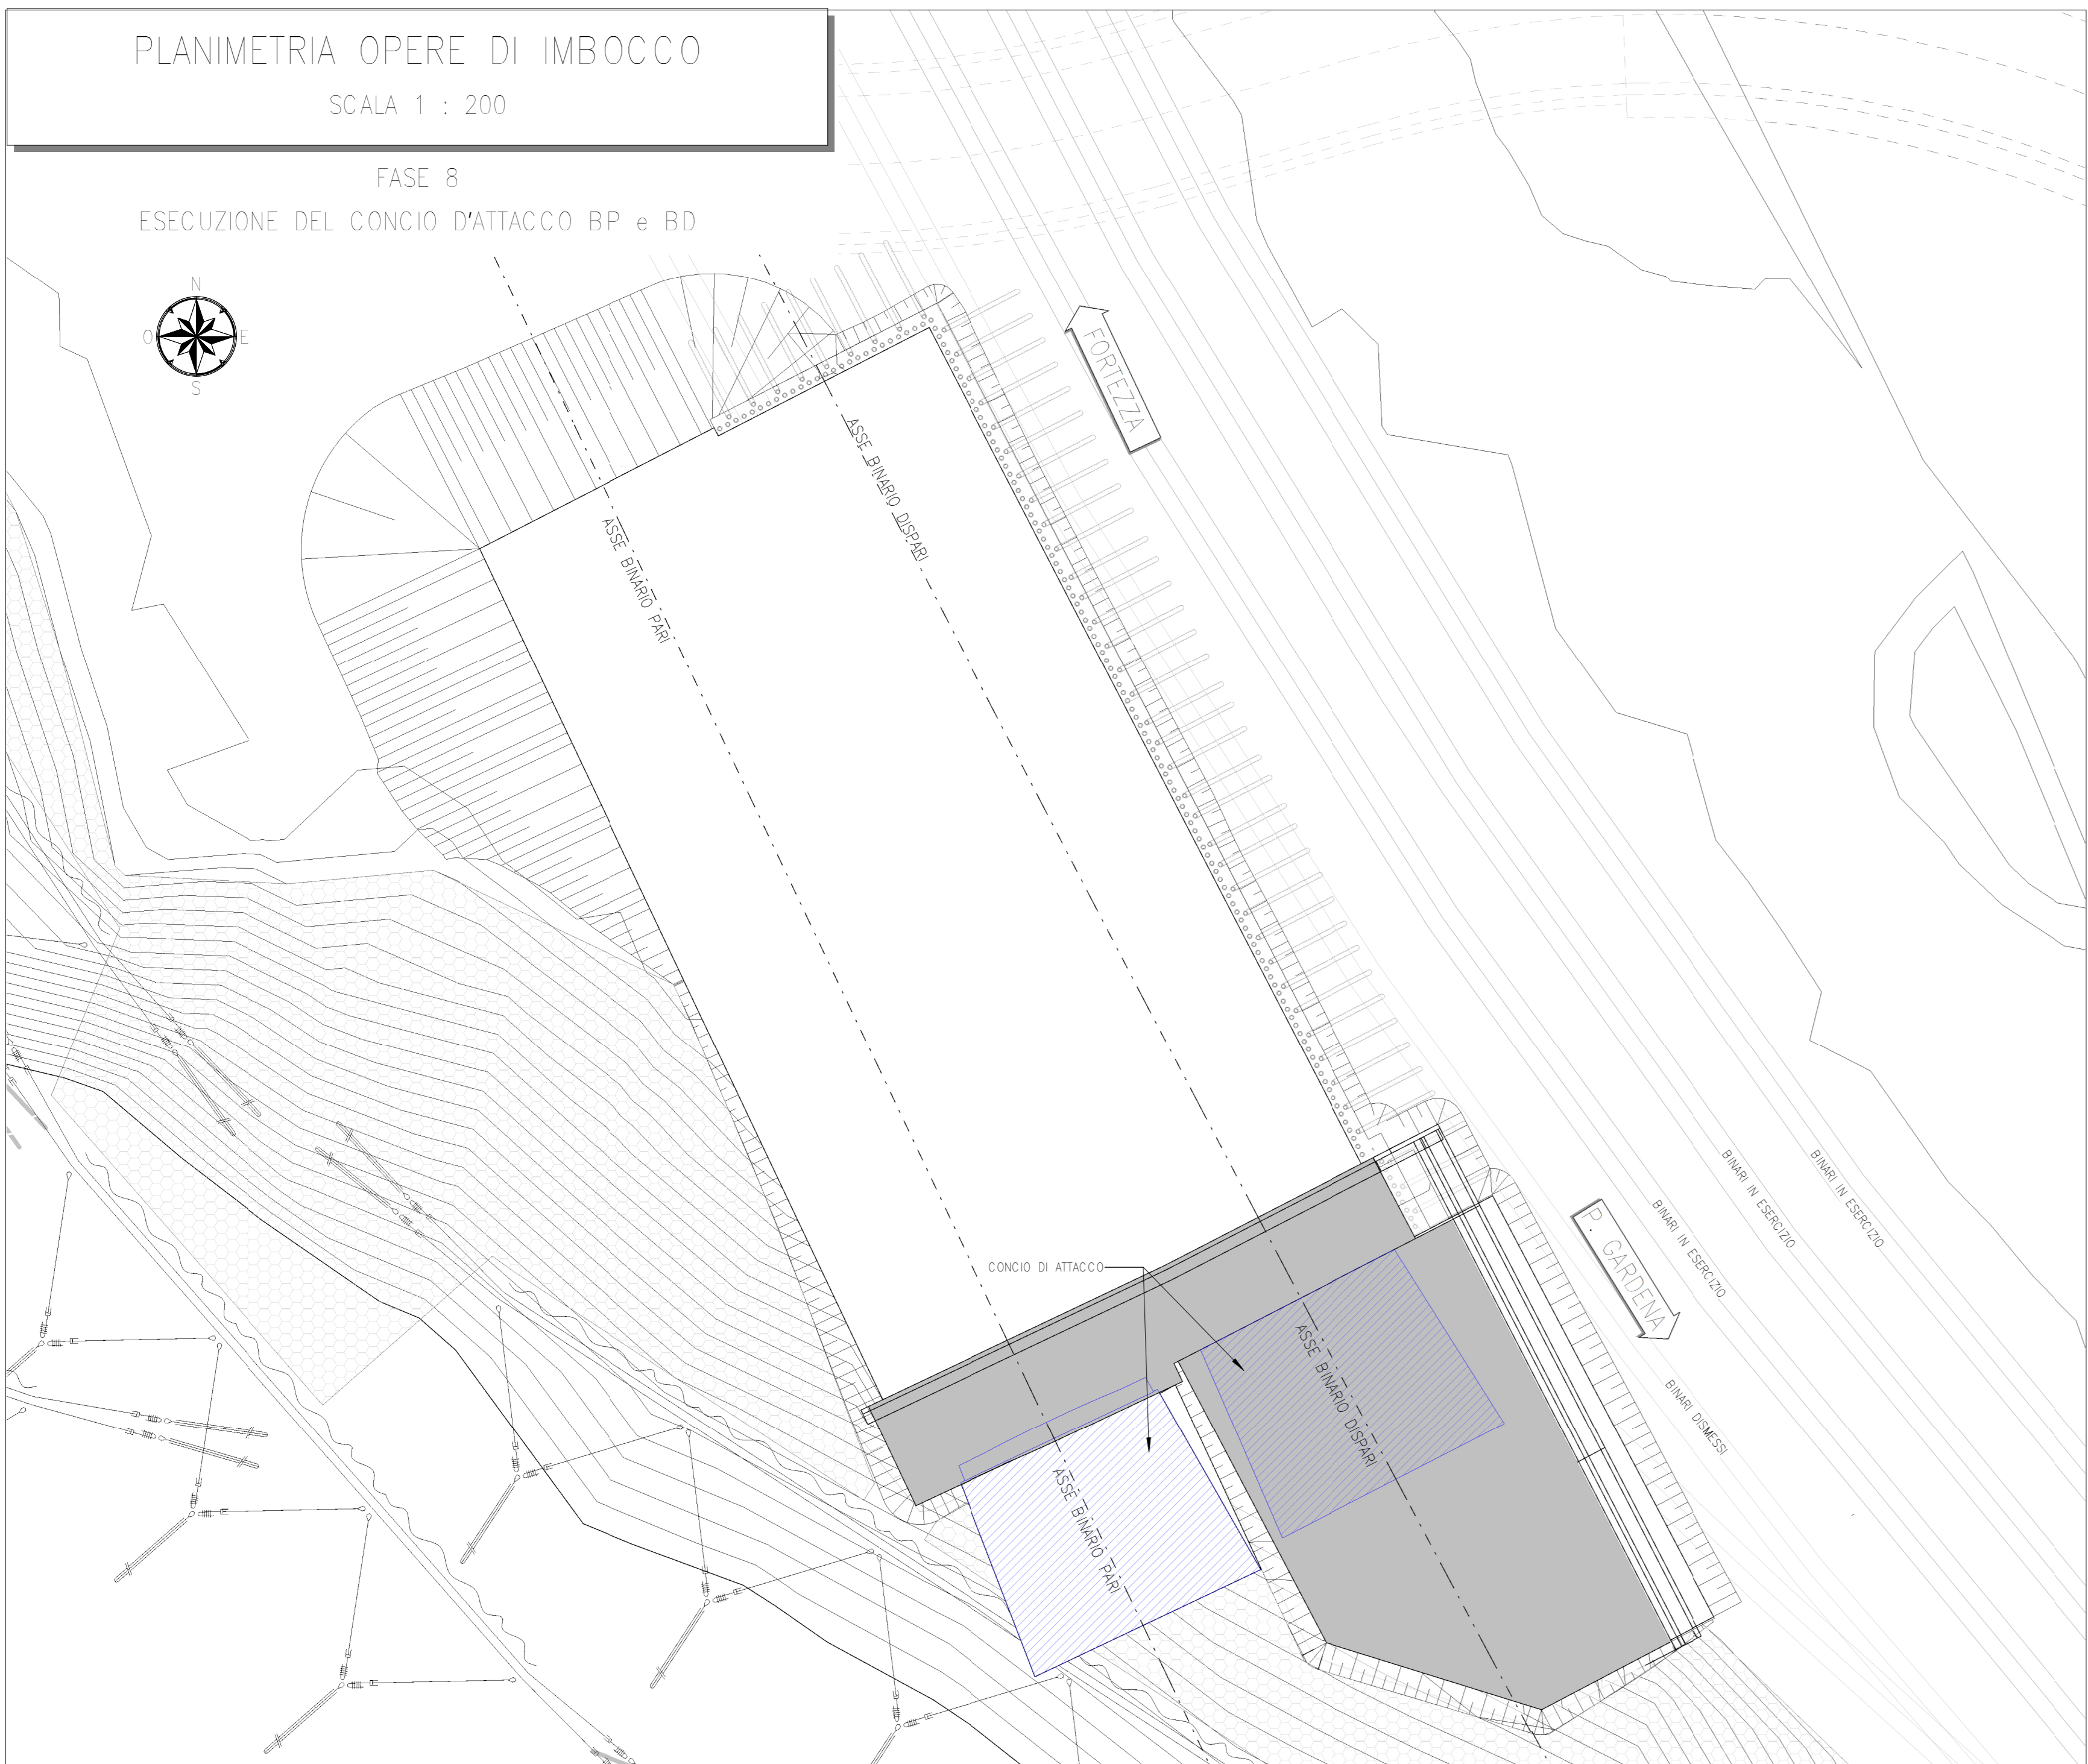 PLANIMETRIA OPERE DI IMBOCCO
SCALA 1 : 200
FASE 8
ESECUZIONE DEL CONCIO D'ATTACCO BP e BD
N
O
E
S
FORTEZZA
ASSE BINARIO DISPARI
ASSE BINARIO PARI
BINARI IN ESERCIZIO
BINARI IN ESERCIZIO
BINARI IN ESERCIZIO
P. GARDENA
CONCIO DI ATTACCO
ASSE BINARIO DISPARI
BINARI DISMESSI
ASSE BINARIO PARI